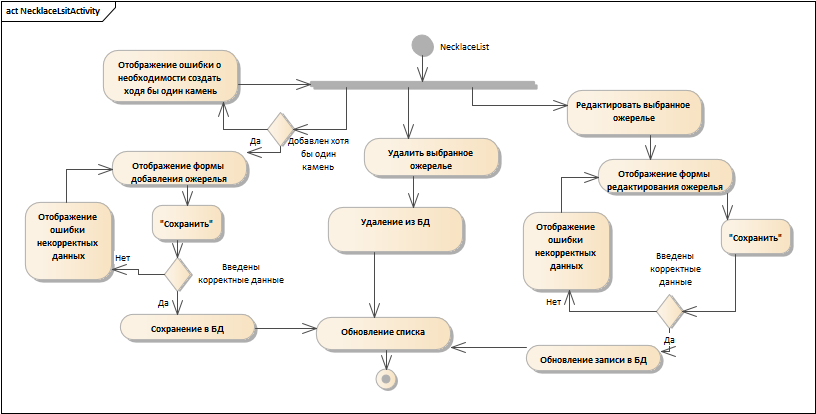 act NecklaceLsitActivity
NecklaceList
Отображение ошибки о
необходимости создать
ходя бы один камень
Редактировать выбранное
ожерелье
Да
Добавлен хотя
бы один
камень
Удалить выбранное
ожерелье
Отображение формы
добавления ожерелья
Отображение формы
редактирования ожерелья
Отображение
ошибки
некорректных
данных
"Сохранить"
Удаление из БД
Отображение
ошибки
некорректных
данных
"Сохранить"
Нет
Введены
корректные данные
Введены
корректные
данные
Да
Нет
Сохранение в БД
Обновление списка
Да
Обновление записи в БД